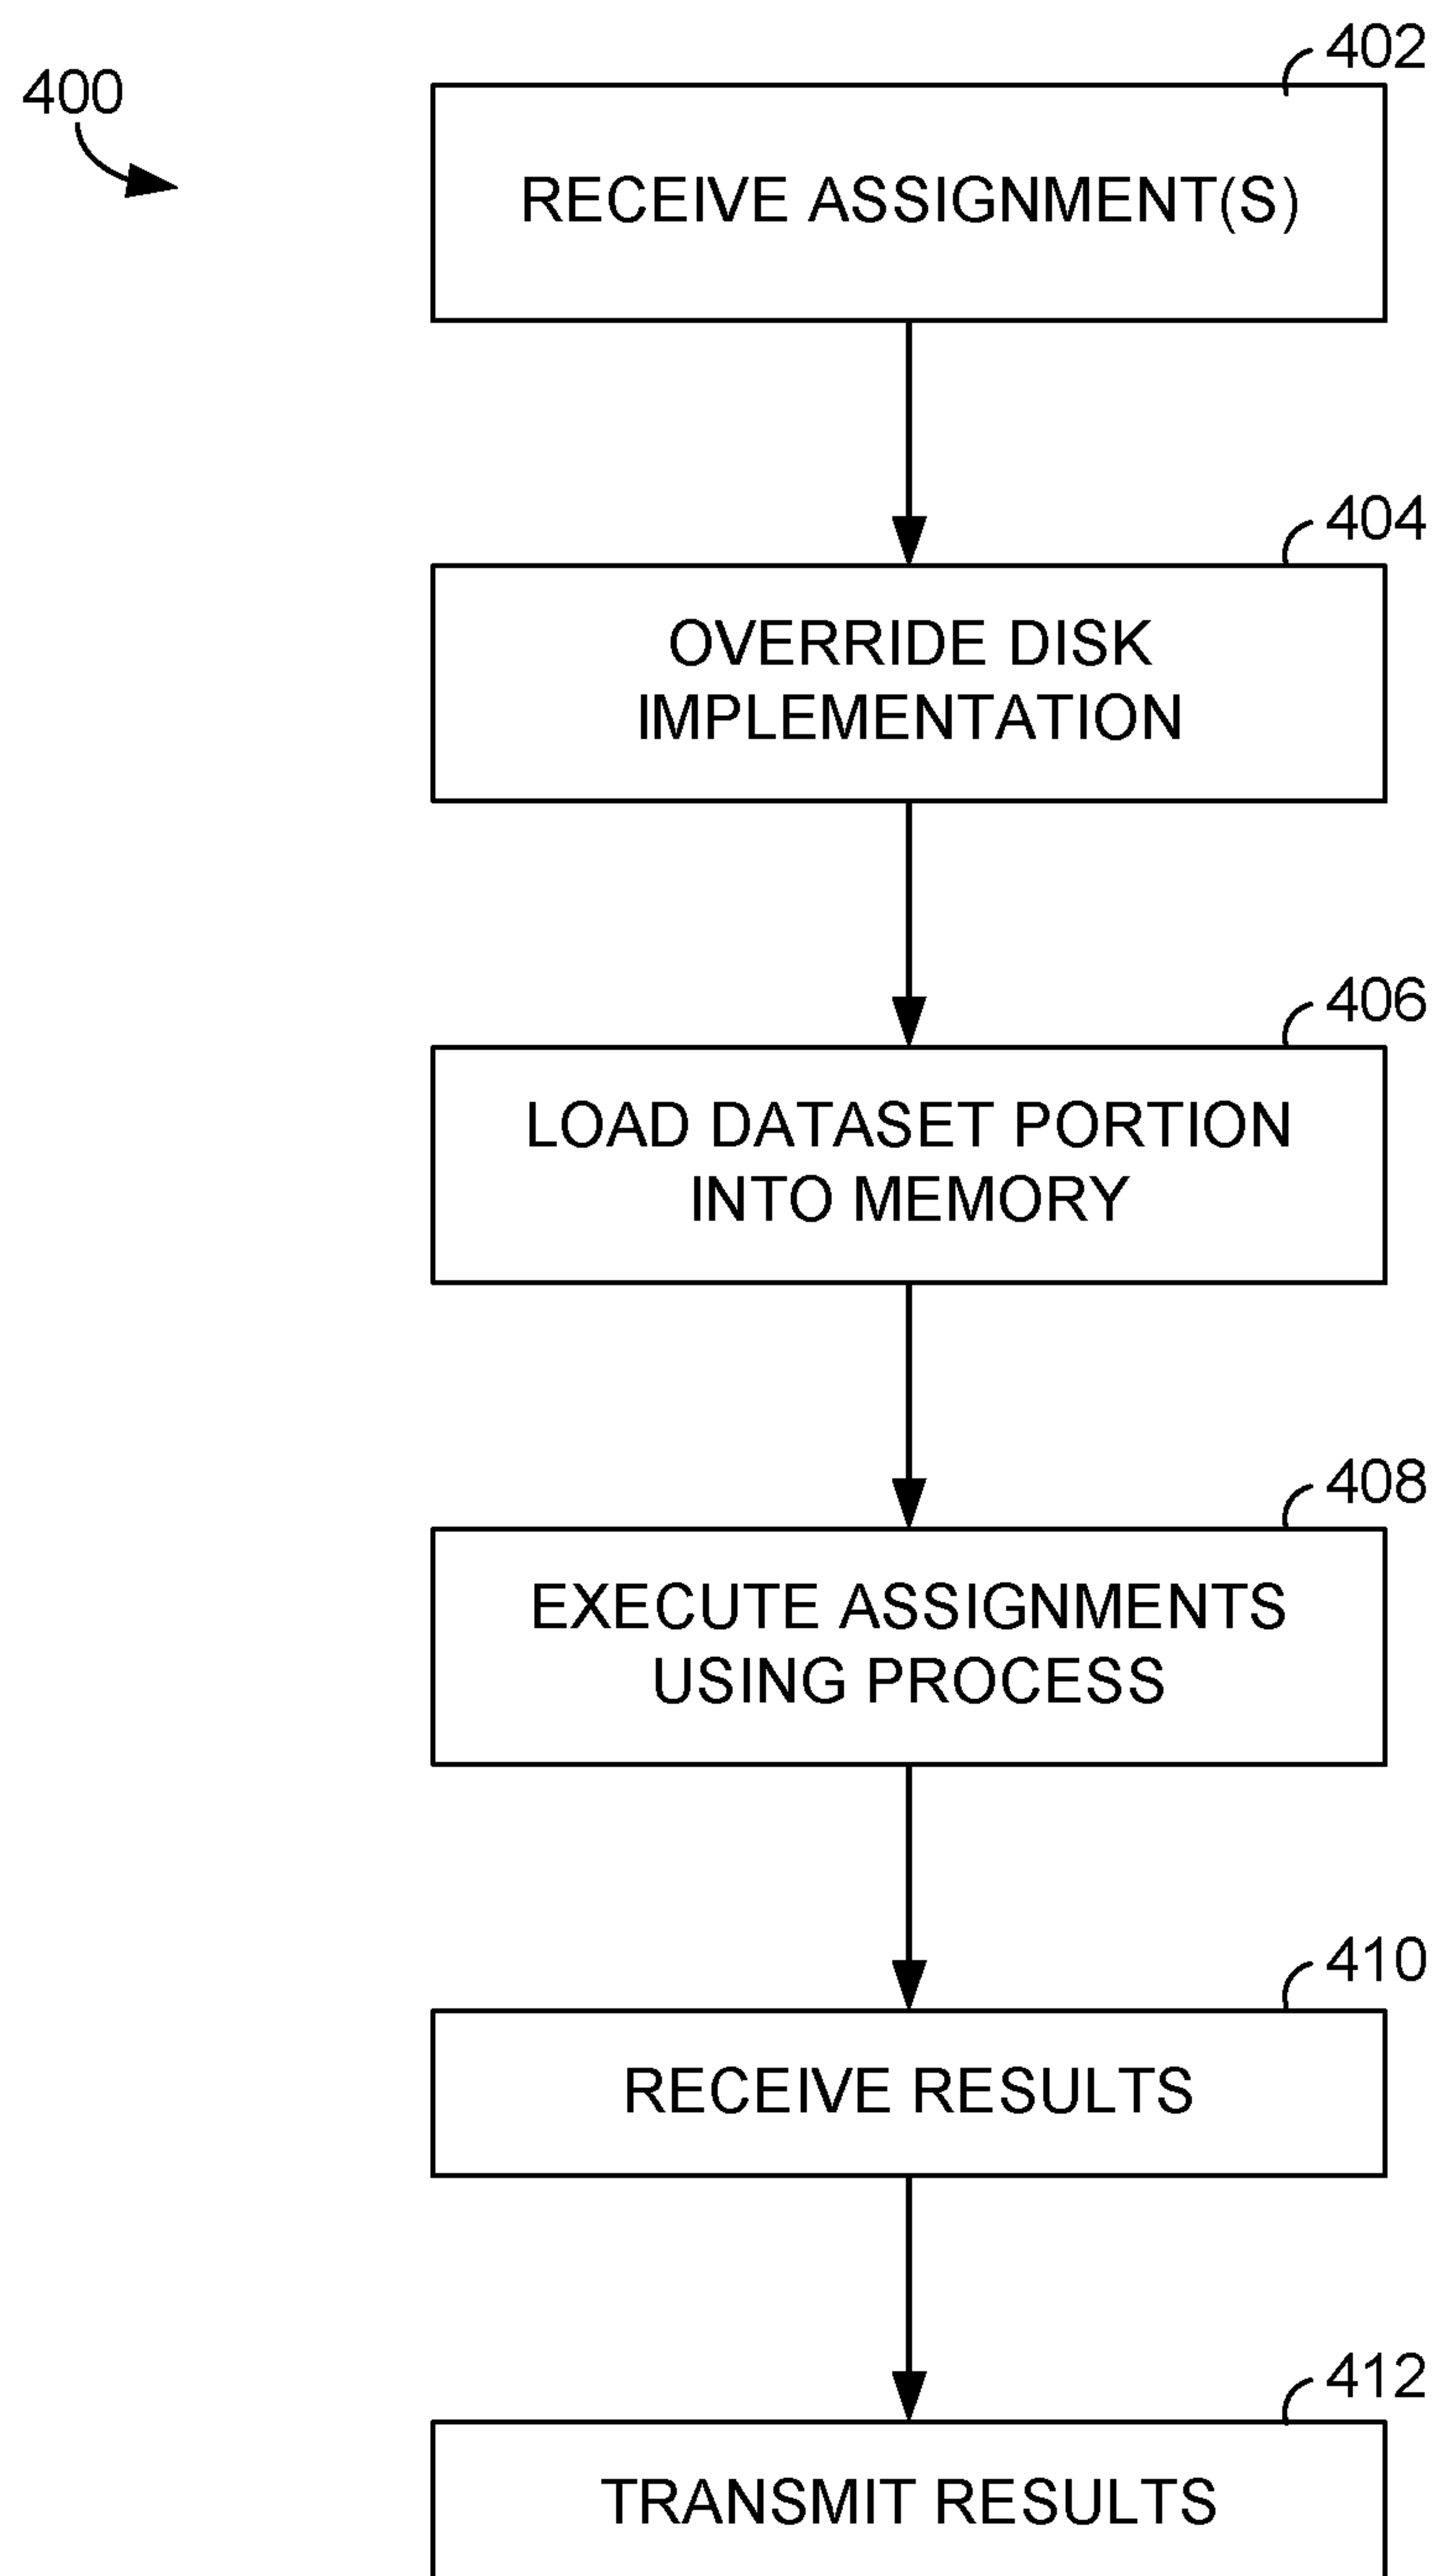 400
402
RECEIVE ASSIGNMENT(S)
404
OVERRIDE DISK
IMPLEMENTATION
406
LOAD DATASET PORTION
INTO MEMORY
408
EXECUTE ASSIGNMENTS
USING PROCESS
410
RECEIVE RESULTS
412
TRANSMIT RESULTS